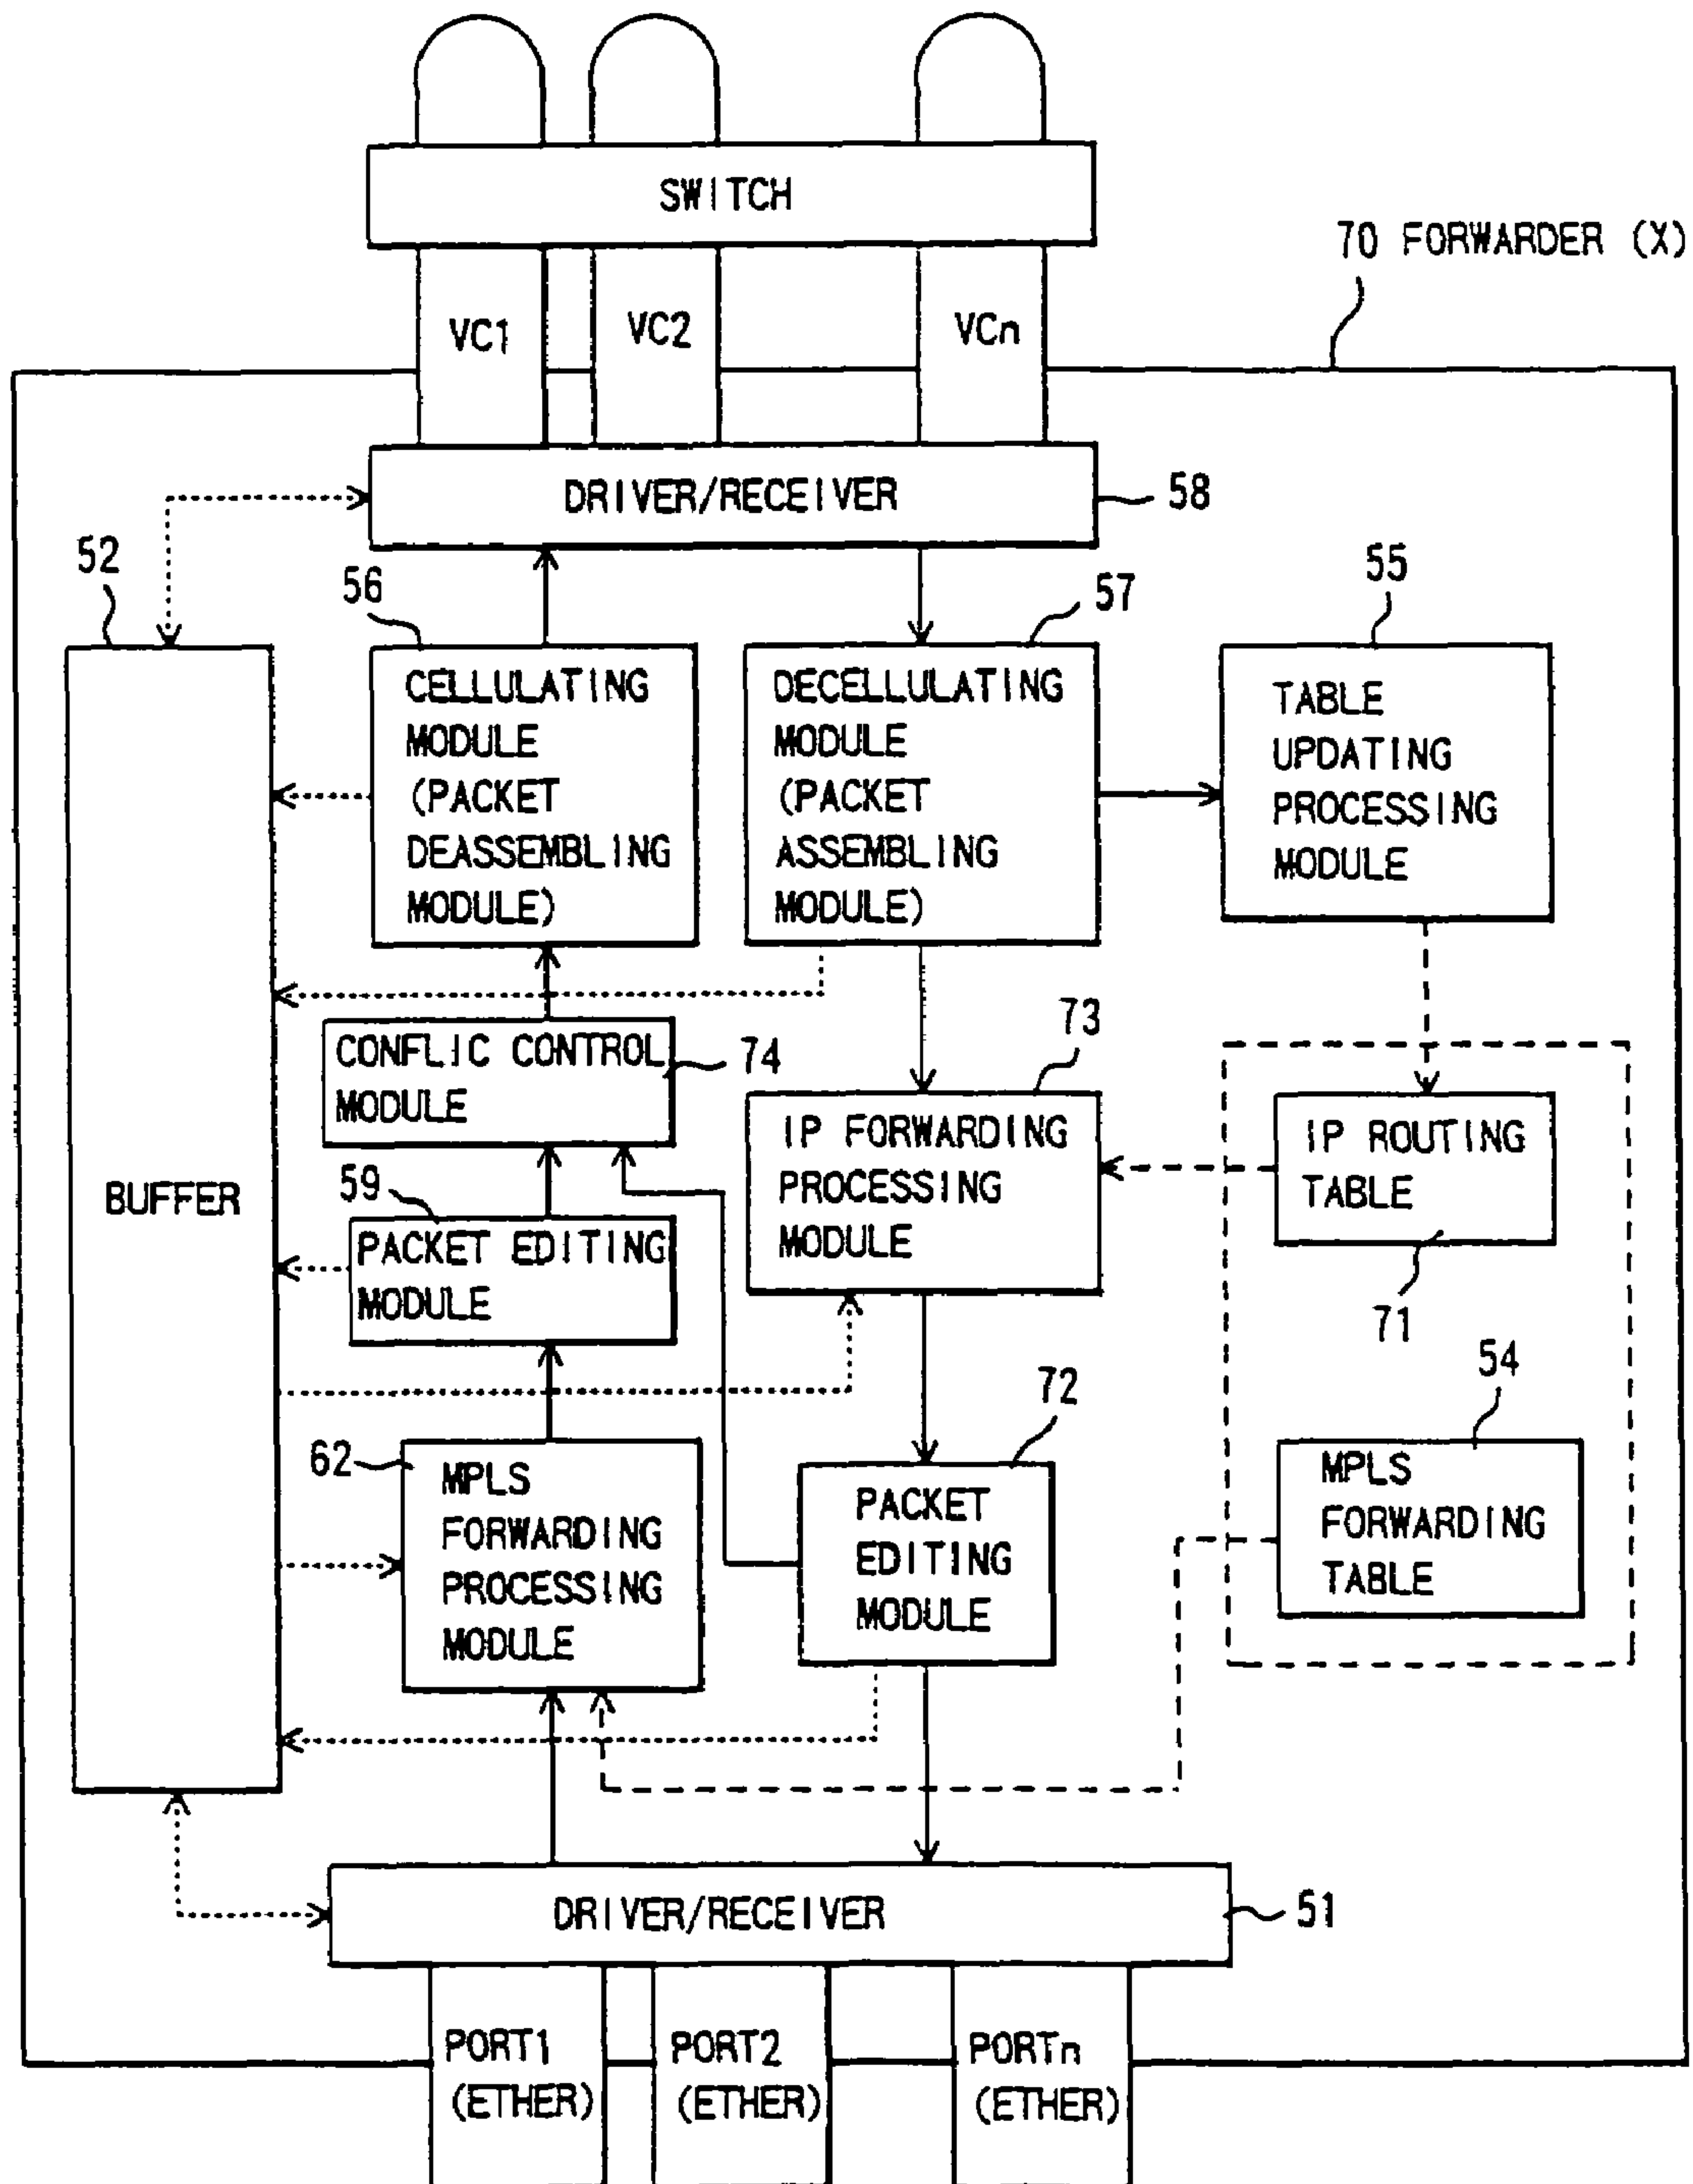 SWITCH
70 FORWARDER (X)
VC1
VC2
VCn
DRIVER/RECEIVER
58
52
56
57
55
CELLULATING
MODULE
(PACKET
DEASSEMBLING
MODULE)
DECELLULATING
MODULE
(PACKET
ASSEMBLING
MODULE)
TABLE
UPDATING
PROCESSING
MODULE
BUFFER
CONFLIC CONTROL
MODULE
74
73
IP FORWARDING
PROCESSING
MODULE
IP ROUTING
TABLE
71
59
PACKET EDITING
MODULE
72
54
62
MPLS
FORWARDING
PROCESSING
MODULE
PACKET
EDITING
MODULE
MPLS
FORWARDING
TABLE
DRIVER/RECEIVER
51
PORT1
(ETHER)
PORT2
(ETHER)
PORTn
(ETHER)